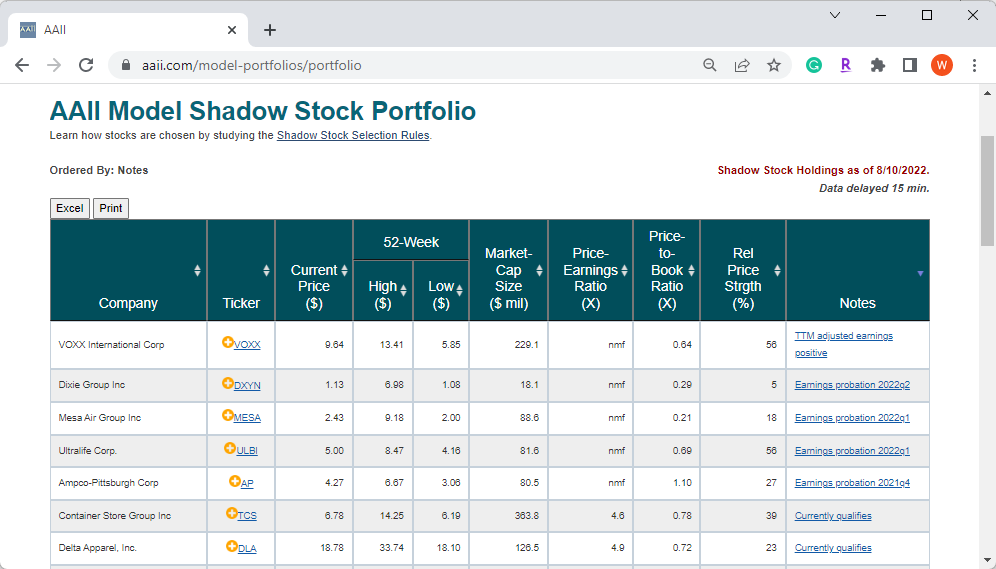 AAII
AAII
aaii.com/model-portfolios/portfolio
G
R
W
AAII Model Shadow Stock Portfolio
Learn how stocks are chosen by studying the Shadow Stock Selection Rules.
Ordered By: Notes
Shadow Stock Holdings as of 8/10/2022.
Data delayed 15 min.
Excel Print
Company Ticker Current Price ($) 52-Week High ($) Low ($) Market-Cap Size ($ mil) Price-Earnings Ratio (X) Price-to-Book Ratio (X) Rel Price Strgth (%) Notes
VOXX International Corp VOXX 9.64 13.41 5.85 229.1 nmf 0.64 56 TTM adjusted earnings positive
Dixie Group Inc DXYN 1.13 6.98 1.08 18.1 nmf 0.29 5 Earnings probation 2022q2
Mesa Air Group Inc MESA 2.43 9.18 2.00 88.6 nmf 0.21 18 Earnings probation 2022q1
Ultralife Corp. ULBI 5.00 8.47 4.16 81.6 nmf 0.69 56 Earnings probation 2022q1
Ampco-Pittsburgh Corp AP 4.27 6.67 3.06 80.5 nmf 1.10 27 Earnings probation 2021q4
Container Store Group Inc TCS 6.78 14.25 6.19 363.8 4.6 0.78 39 Currently qualifies
Delta Apparel, Inc. DLA 18.78 33.74 18.10 126.5 4.9 0.72 23 Currently qualifies